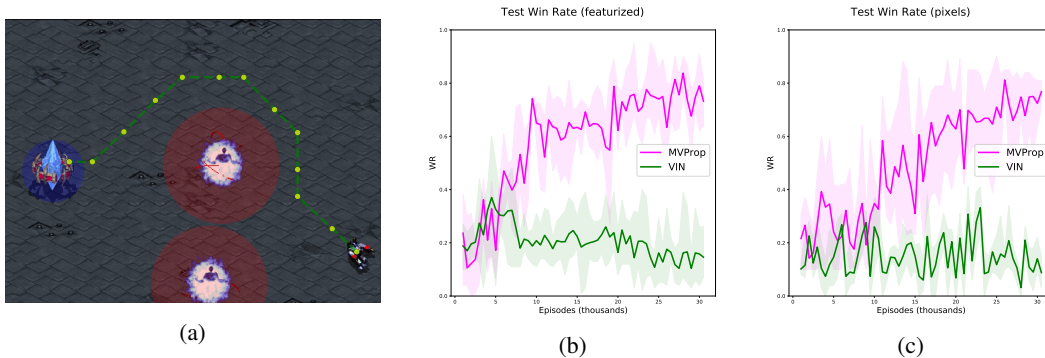 Test Win Rate (featurized)
Test Win Rate (pixels)
1.0
0.8
0.6
0.4
0.2
0.0
WR
MVProp
VIN
0 5 10 15 20 25 30
Episodes (thousands)
1.0
0.8
0.6
0.4
0.2
0.0
WR
MVProp
VIN
0 5 10 15 20 25 30
Episodes (thousands)
(a)
(b)
(c)